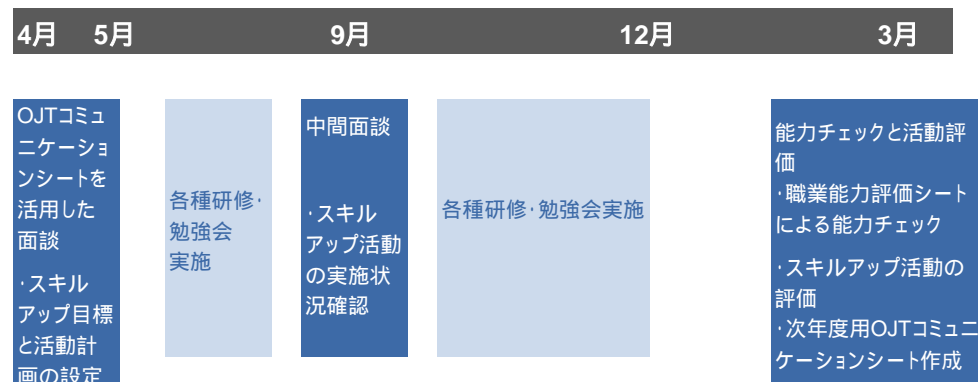 4月 5月 9月 12月 3月
OJTコミュ
ニケーショ
ンシートを
活用した
面談
･スキル
アップ目標
と活動計
画の設定
各種研修･
勉強会
実施
中間面談
･スキル
アップ活動
の実施状
況確認
各種研修･勉強会実施
能力チェックと活動評
価
･職業能力評価シート
による能力チェック
･スキルアップ活動の
評価
･次年度用OJTコミュニ
ケーションシート作成